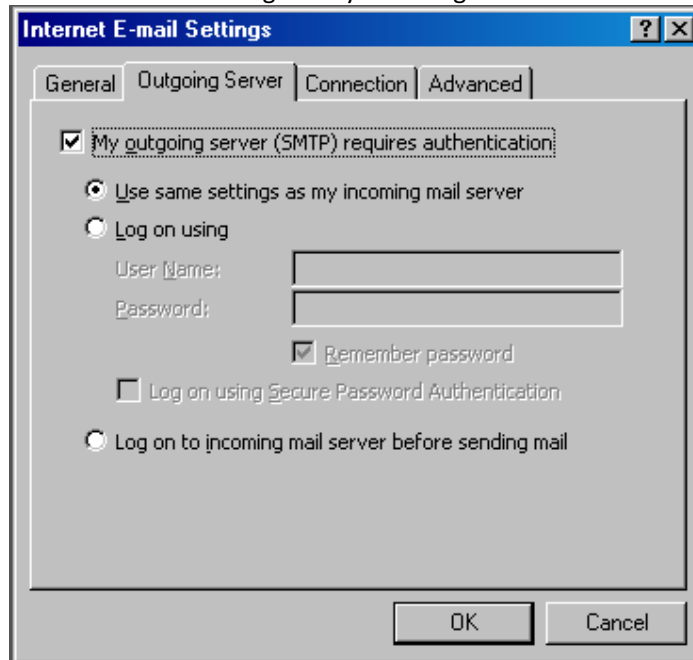 Internet E-mail Settings
? X
General Outgoing Server Connection Advanced
My outgoing server (SMTP) requires authentication
Use same settings as my incoming mail server
Log on using
User Name:
Password:
Remember password
Log on using Secure Password Authentication
Log on to incoming mail server before sending mail
OK Cancel